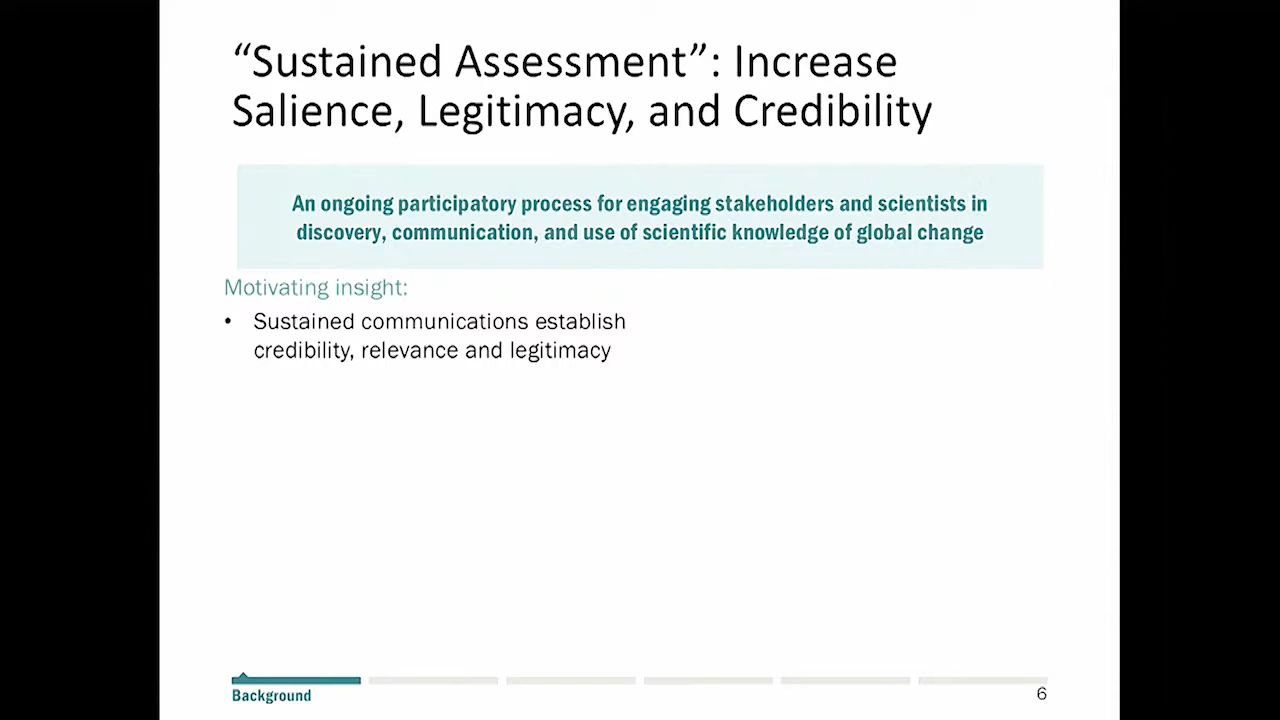 “Sustained Assessment”: Increase
Salience, Legitimacy, and Credibility
An ongoing participatory process for engaging stakeholders and scientists in
discovery, communication, and use of scientific knowledge of global change
Motivating insight:
• Sustained communications establish
credibility, relevance and legitimacy
Background
6